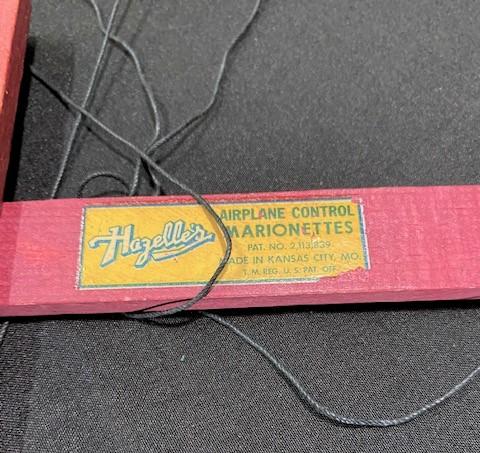 Hazelle's
AIRPLANE CONTROL
MARIONETTES
PAT. NO. 2,113,839
MADE IN KANSAS CITY, MO.
T. M. REG. U. S. PAT. OFF.